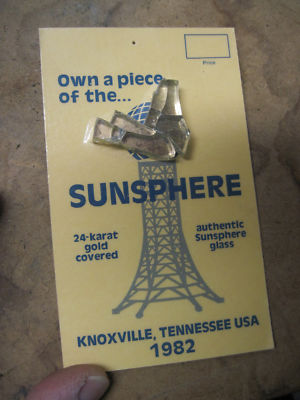 Price
Own a piece
of the...
SUNSPHERE
24-karat
gold
covered
authentic
Sunsphere
glass
KNOXVILLE, TENNESSEE USA
1982